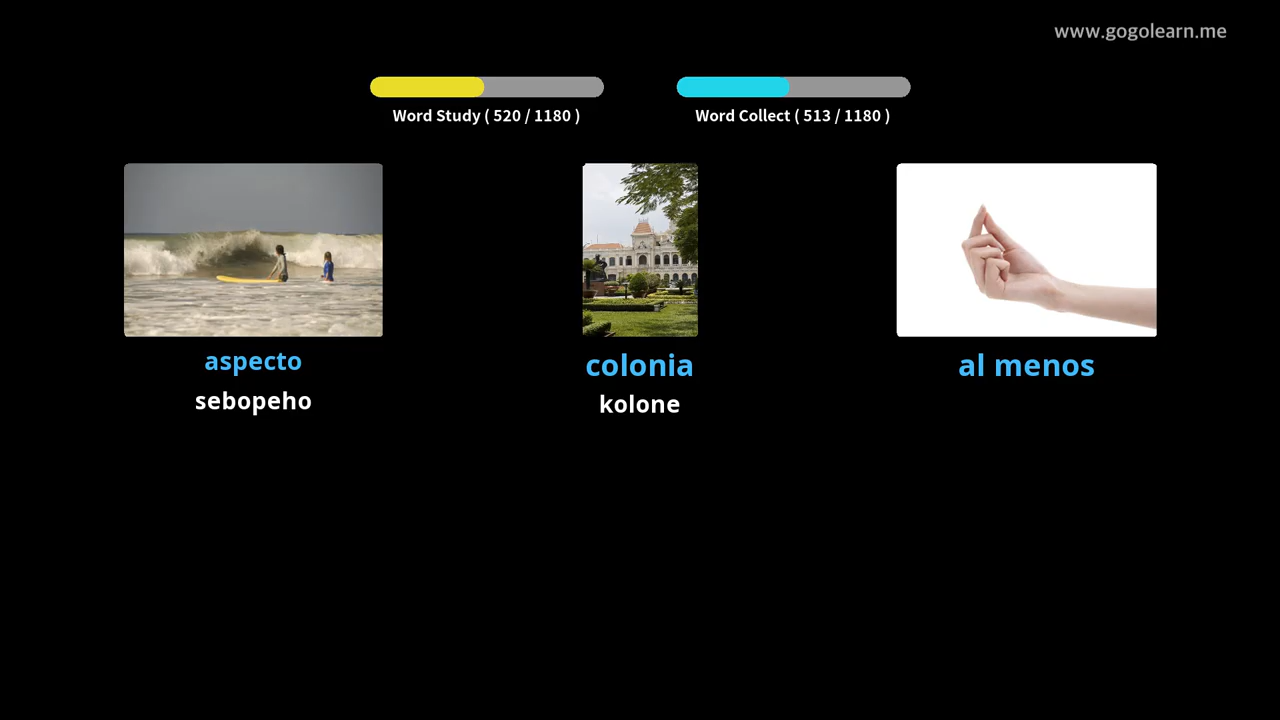 www.gogolearn.me
Word Study ( 520 / 1180 )
Word Collect ( 513 / 1180 )
aspecto
sebopeho
colonia
kolone
al menos